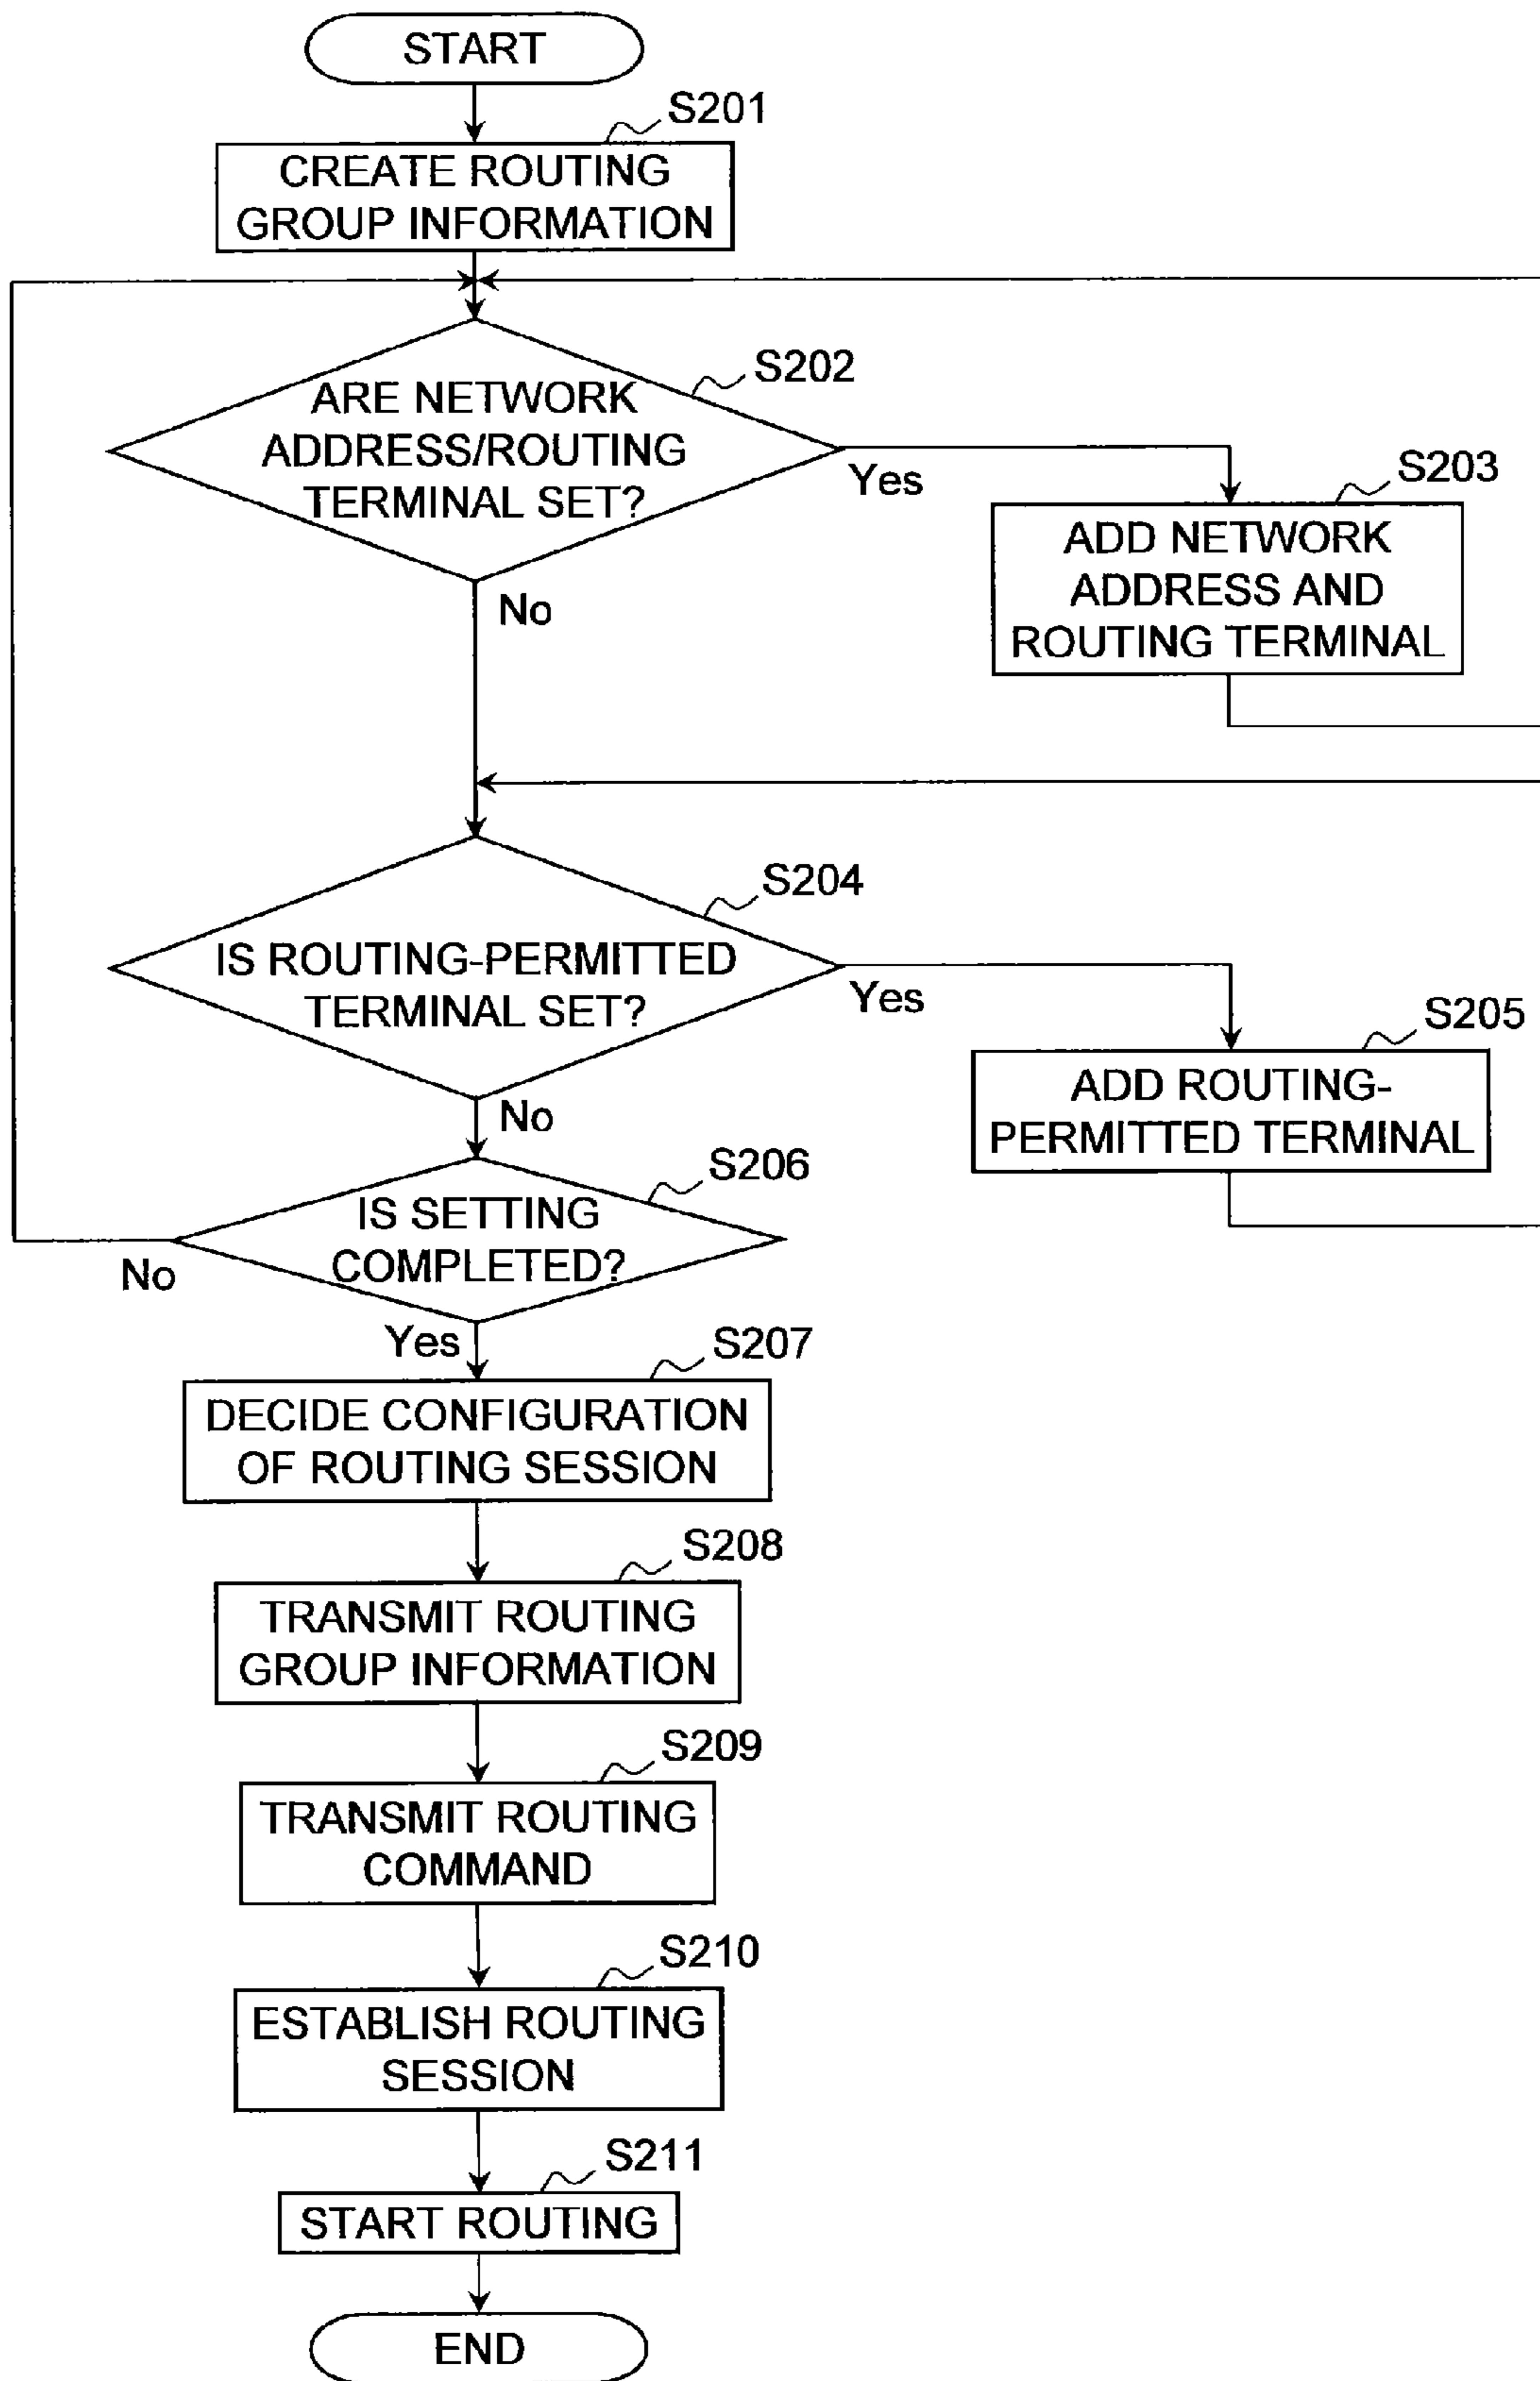 START
S201
CREATE ROUTING
GROUP INFORMATION
S202
ARE NETWORK
ADDRESS/ROUTING
TERMINAL SET?
Yes
No
S203
ADD NETWORK
ADDRESS AND
ROUTING TERMINAL
S204
IS ROUTING-PERMITTED
TERMINAL SET?
Yes
No
S205
ADD ROUTING-
PERMITTED TERMINAL
S206
IS SETTING
COMPLETED?
No
Yes
S207
DECIDE CONFIGURATION
OF ROUTING SESSION
S208
TRANSMIT ROUTING
GROUP INFORMATION
S209
TRANSMIT ROUTING
COMMAND
S210
ESTABLISH ROUTING
SESSION
S211
START ROUTING
END